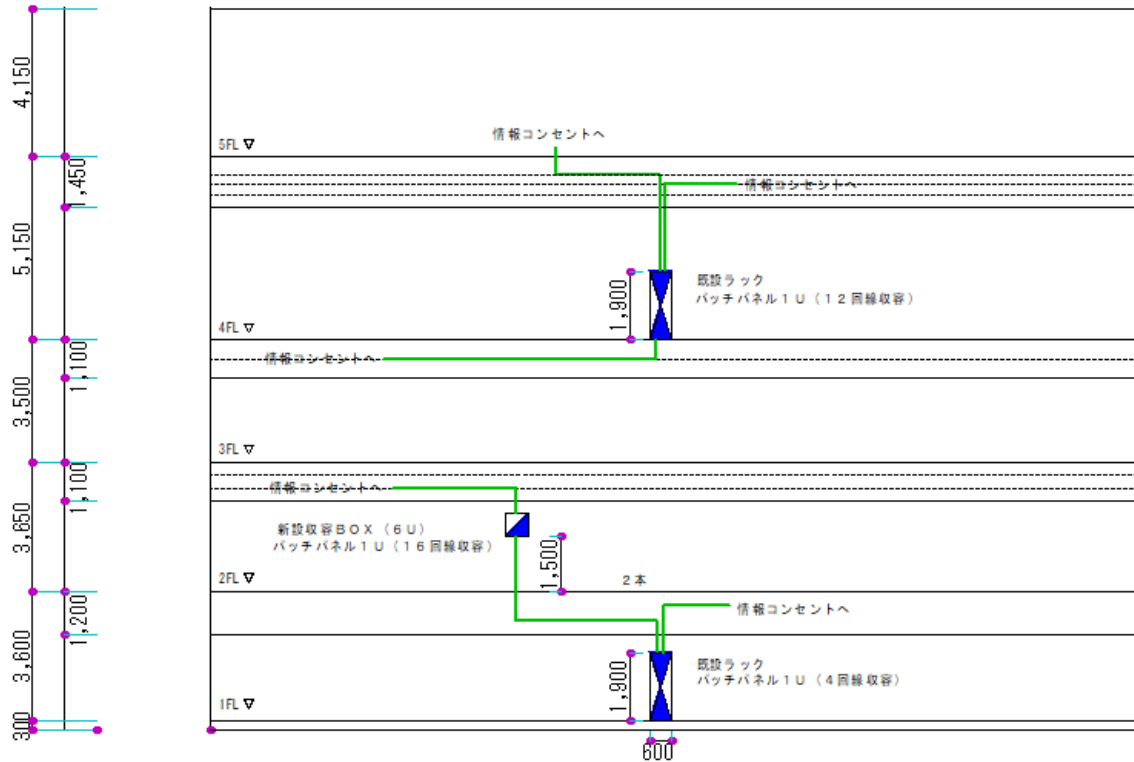 4,150
情報コンセントへ
5FL ▽
1,450
情報コンセントへ
5,150
既設ラック
パッチパネル１Ｕ（１２回線収容）
1,900
4FL ▽
情報コンセントへ
1,100
3,500
3FL ▽
1,100
情報コンセントへ
新設収容ＢＯＸ（６Ｕ）
パッチパネル１Ｕ（１６回線収容）
3,650
1,500
2FL ▽
２本
1,200
情報コンセントへ
3,600
既設ラック
パッチパネル１Ｕ（４回線収容）
1,900
1FL ▽
300
600